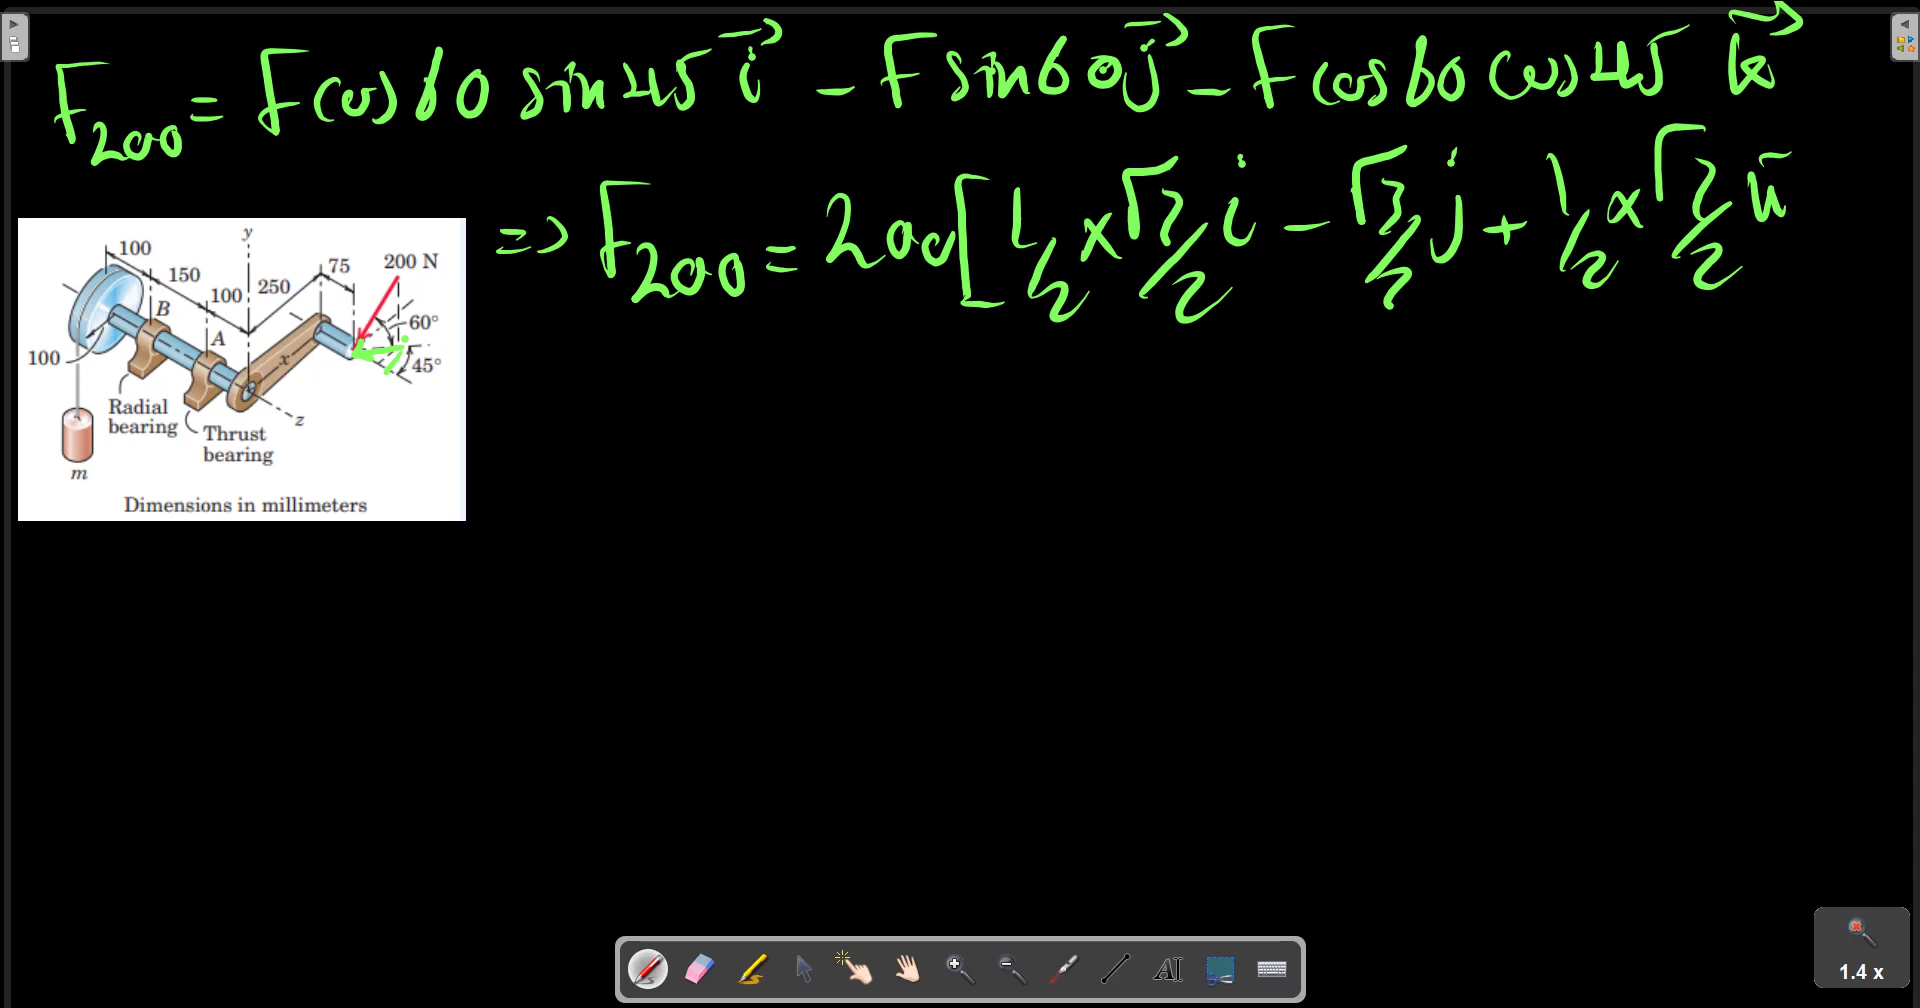 F₂₀₀ = F cos 60 sin 45 i⃗ - F sin 60 j⃗ - F cos 60 cos 45 k⃗
=> F₂₀₀ = 200 [ 1/2 x √2/2 i - √3/2 j + 1/2 x √2/2 k
y
100
75
200 N
150
250
100
B
60°
A
100
x
45°
z
Radial
bearing
Thrust
bearing
m
Dimensions in millimeters
AI
1.4 x